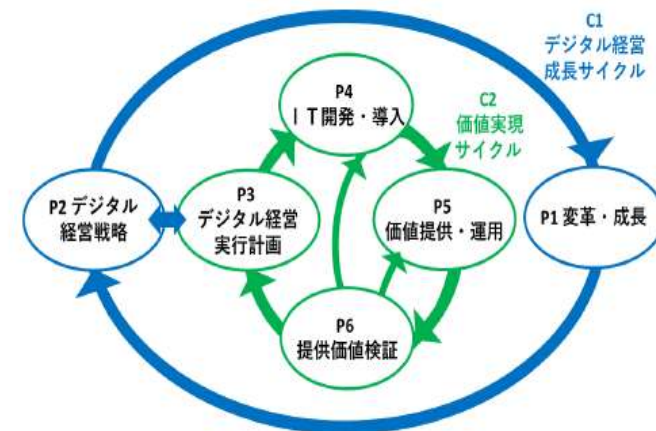 C1
デジタル経営
成長サイクル
P4
ＩＴ開発・導入
C2
価値実現
サイクル
P2 デジタル
経営戦略
P3
デジタル経営
実行計画
P5
価値提供・運用
P1 変革・成長
P6
提供価値検証